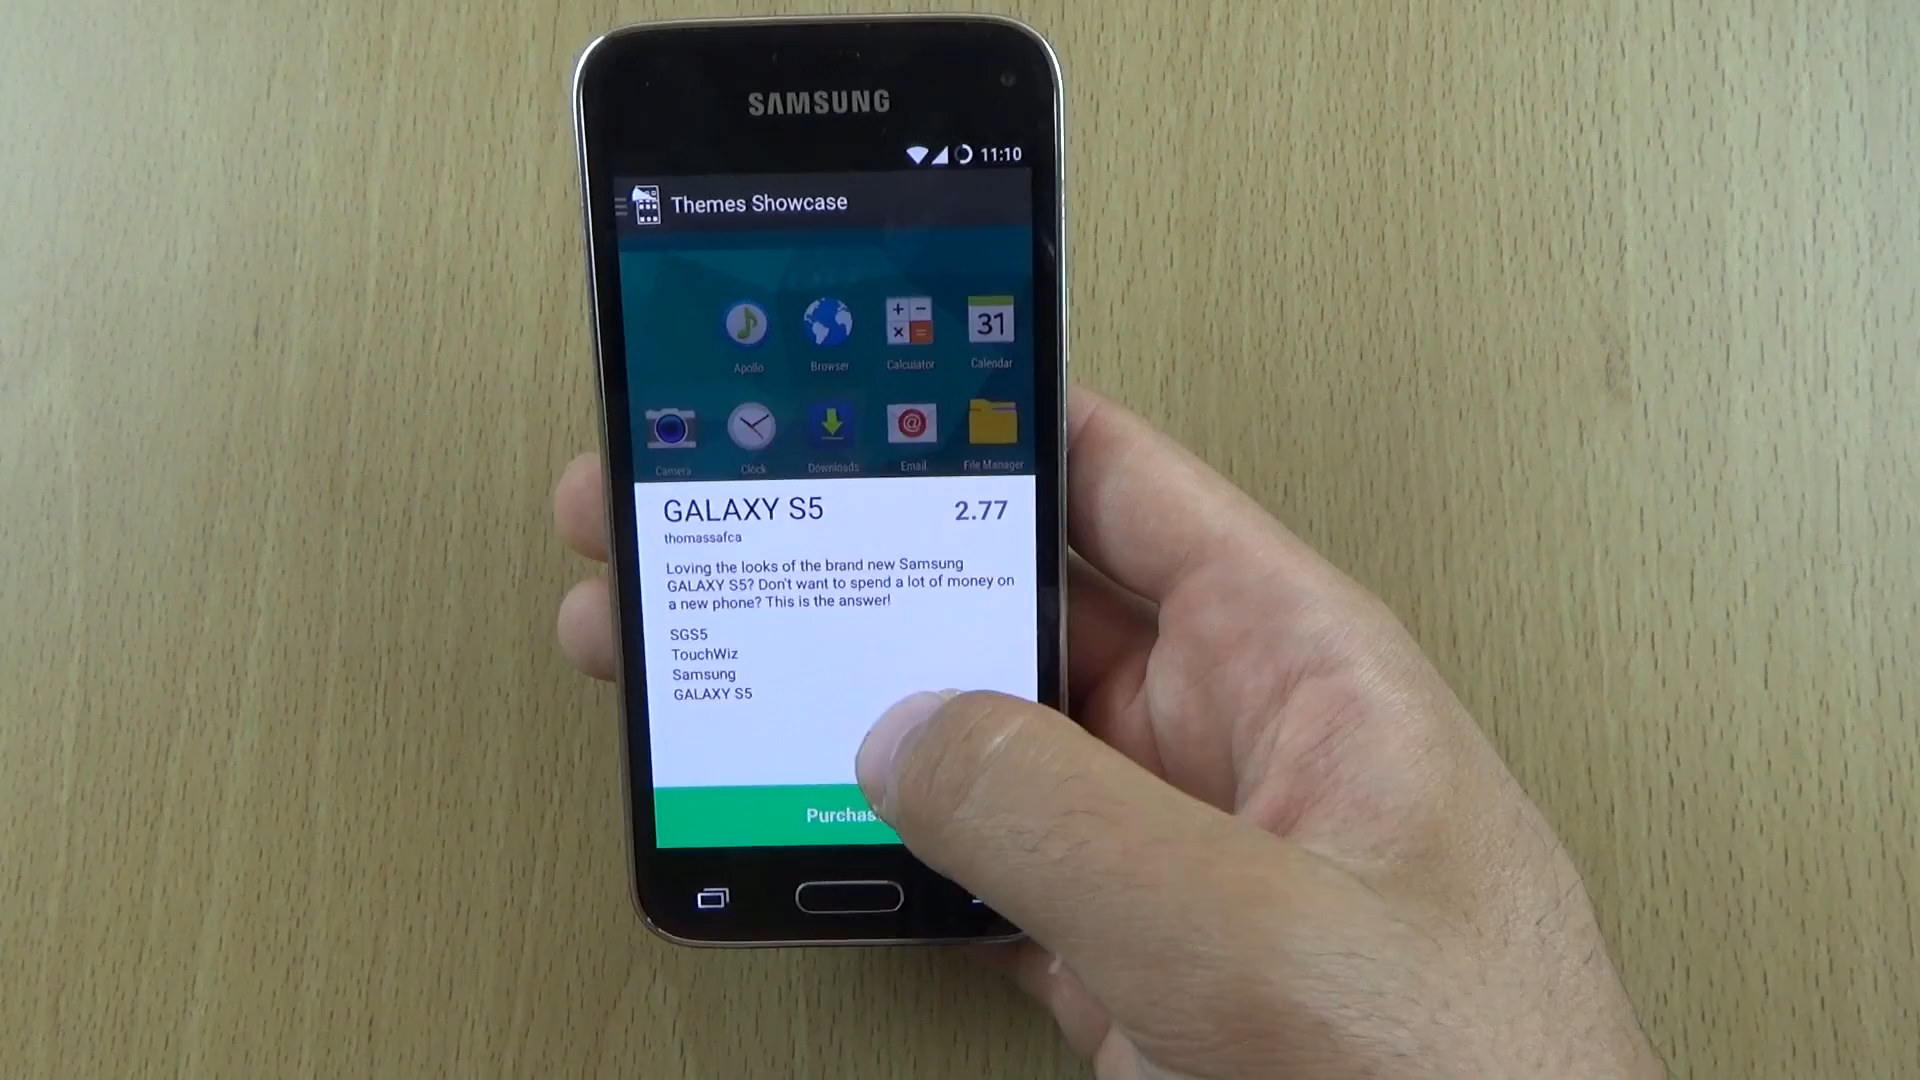 SAMSUNG
11:10
Themes Showcase
+ −
× =
31
Apollo Browser Calculator Calendar
@
Camera Clock Downloads Email File Manager
GALAXY S5 2.77
thomassafca
Loving the looks of the brand new Samsung
GALAXY S5? Don't want to spend a lot of money on
a new phone? This is the answer!
SGS5
TouchWiz
Samsung
GALAXY S5
Purchas